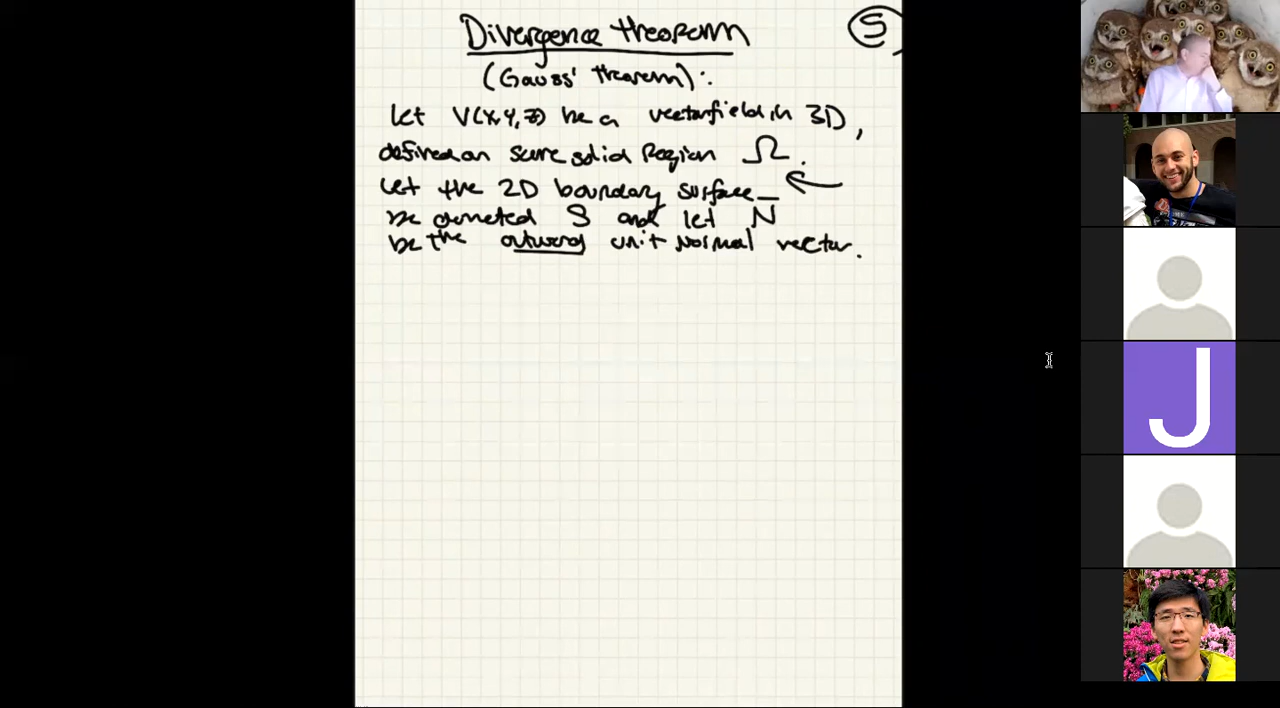 Divergence theorem
5
(Gauss' theorem):
Let V(x,y,z) be a vectorfield in 3D,
defined on some solid Region Ω.
Let the 2D boundary surface
be denoted S and let N
be the outward unit Normal vector.
J